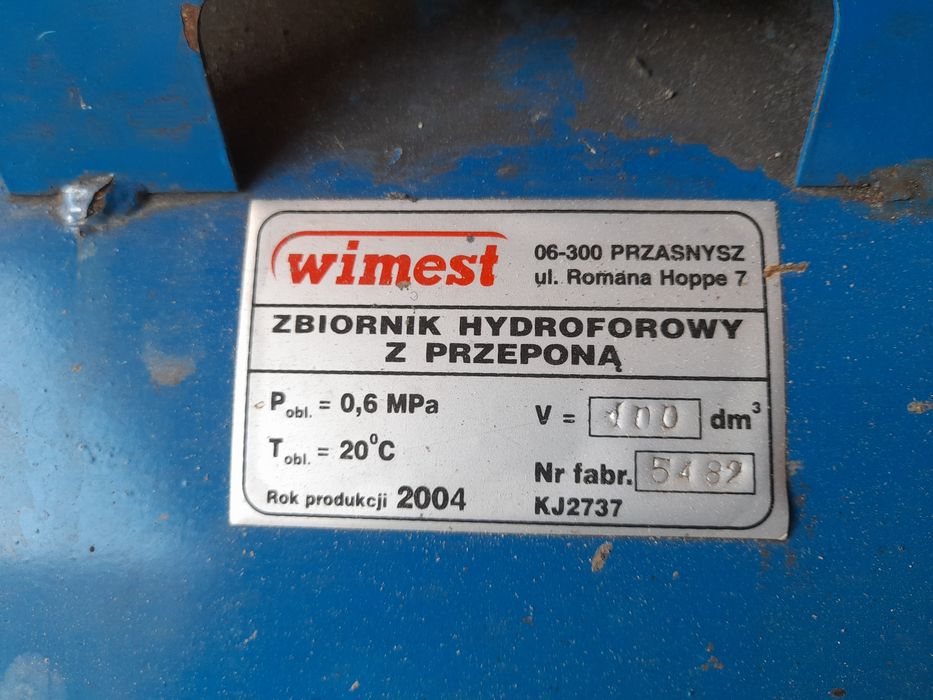 wimest
06-300 PRZASNYSZ
ul. Romana Hoppe 7
ZBIORNIK HYDROFOROWY
Z PRZEPONĄ
Pobl. = 0,6 MPa
V = 100 dm³
Tobl. = 20⁰C
Nr fabr. 5482
Rok produkcji 2004
KJ2737